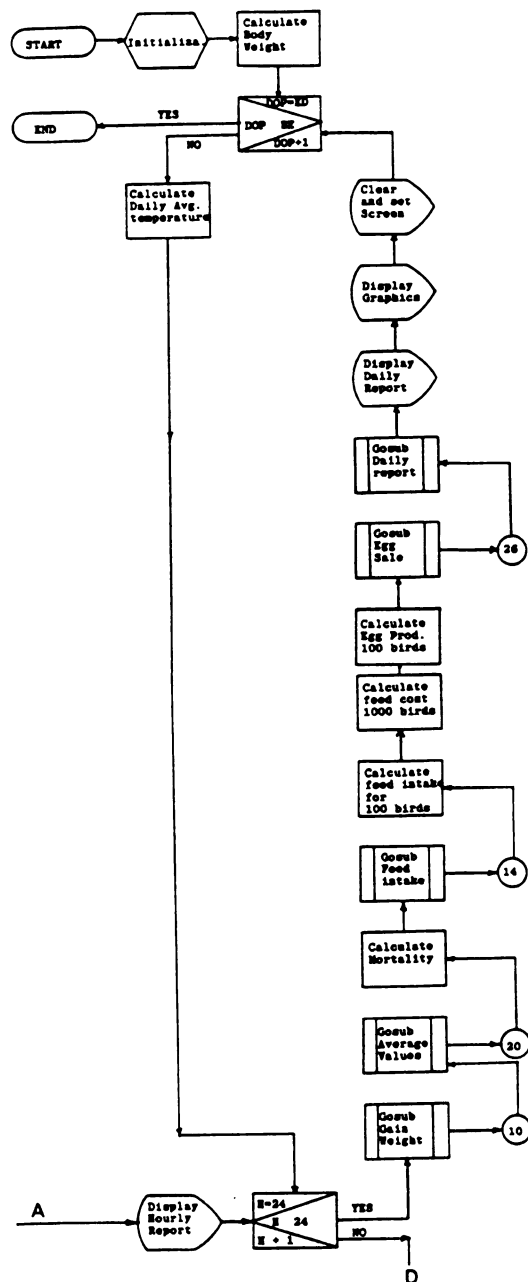 START
Initializa.
Calculate
Body
Weight
DOP=ED
DOP BE
DOP+1
YES
NO
END
Calculate
Daily Avg.
temperature
Clear
and set
Screen
Display
Graphics
Display
Daily
Report
Gosub
Daily
report
26
Gosub
Egg
Sale
Calculate
Egg Prod.
100 birds
Calculate
feed cost
1000 birds
Calculate
feed intake
for
100 birds
Gosub
Feed
intake
14
Calculate
Mortality
Gosub
Average
Values
20
Gosub
Gain
Weight
10
A
Display
Hourly
Report
H=24
H 24
H + 1
YES
NO
D